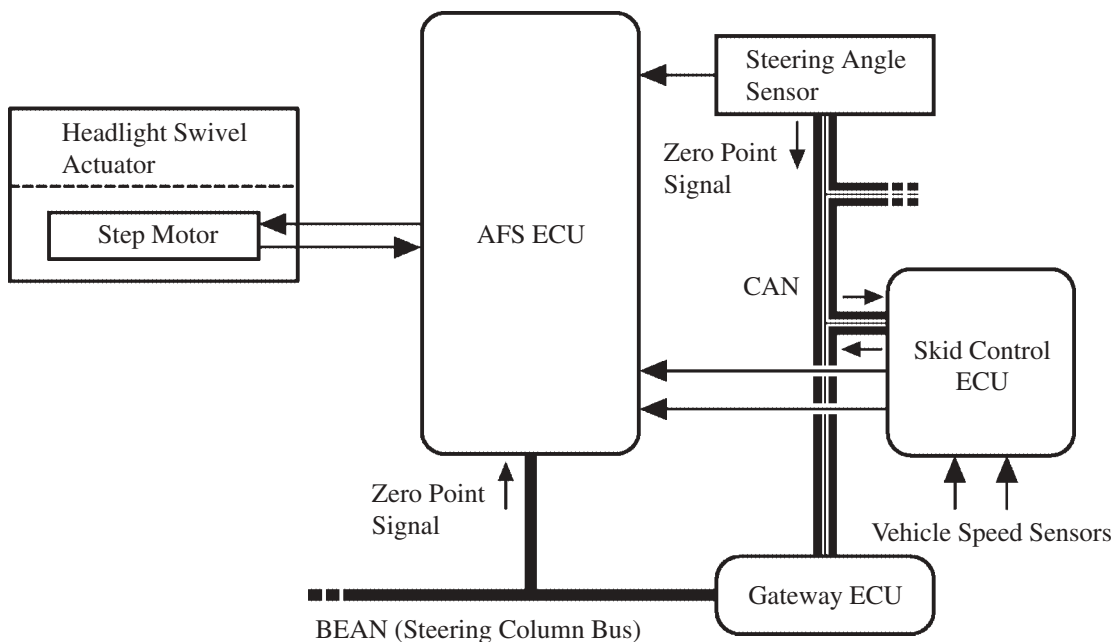 Steering Angle
Sensor
Headlight Swivel
Actuator
Zero Point
Signal
Step Motor
AFS ECU
CAN
Skid Control
ECU
Zero Point
Signal
Vehicle Speed Sensors
Gateway ECU
BEAN (Steering Column Bus)